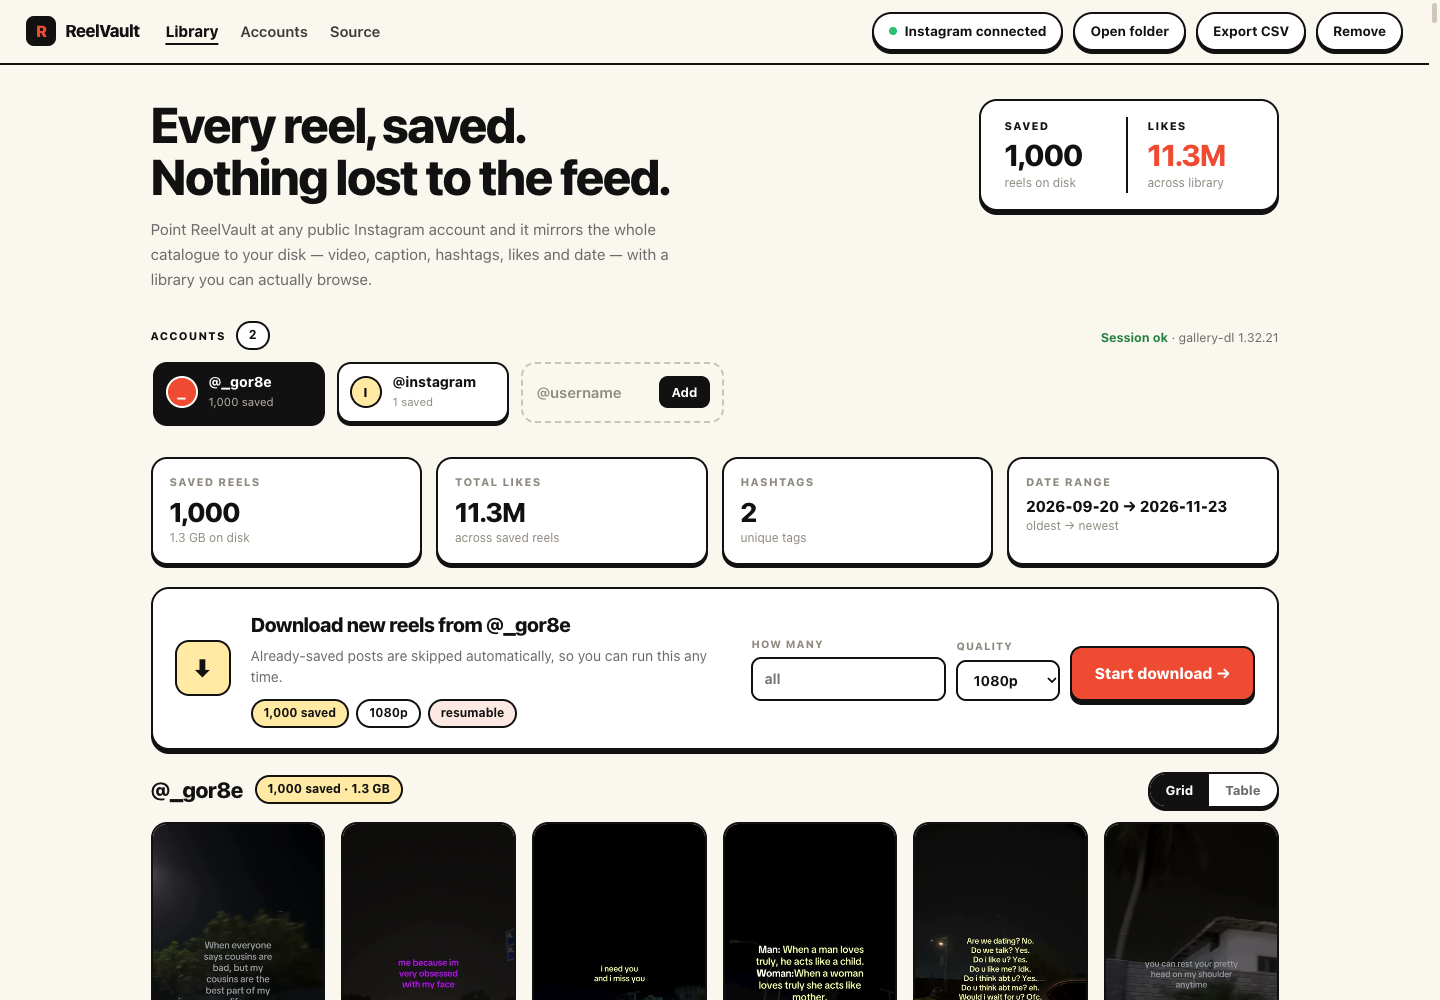 R ReelVault Library Accounts Source Instagram connected Open folder Export CSV Remove
Every reel, saved.
Nothing lost to the feed.
Point ReelVault at any public Instagram account and it mirrors the whole
catalogue to your disk — video, caption, hashtags, likes and date — with a
library you can actually browse.
SAVED
1,000
reels on disk
LIKES
11.3M
across library
ACCOUNTS 2
Session ok · gallery-dl 1.32.21
_ @_gor8e
1,000 saved
I @instagram
1 saved
@username Add
SAVED REELS
1,000
1.3 GB on disk
TOTAL LIKES
11.3M
across saved reels
HASHTAGS
2
unique tags
DATE RANGE
2026-09-20 → 2026-11-23
oldest → newest
Download new reels from @_gor8e
Already-saved posts are skipped automatically, so you can run this any
time.
1,000 saved 1080p resumable
HOW MANY
all
QUALITY
1080p
Start download →
@_gor8e 1,000 saved · 1.3 GB
Grid Table
When everyone
says cousins are
bad, but my
cousins are the
best part of my
me because im
very obsessed
with my face
i need you
and i miss you
Man: When a man loves
truly, he acts like a child.
Woman:When a woman
loves truly she acts like
mother.
Are we dating? No.
Do we talk? Yes.
Do i like u? Yes.
Do u like me? Idk.
Do i think abt u? Yes.
Do u think abt me? eh.
Would i wait for u? Ofc.
you can rest your pretty
head on my shoulder
anytime